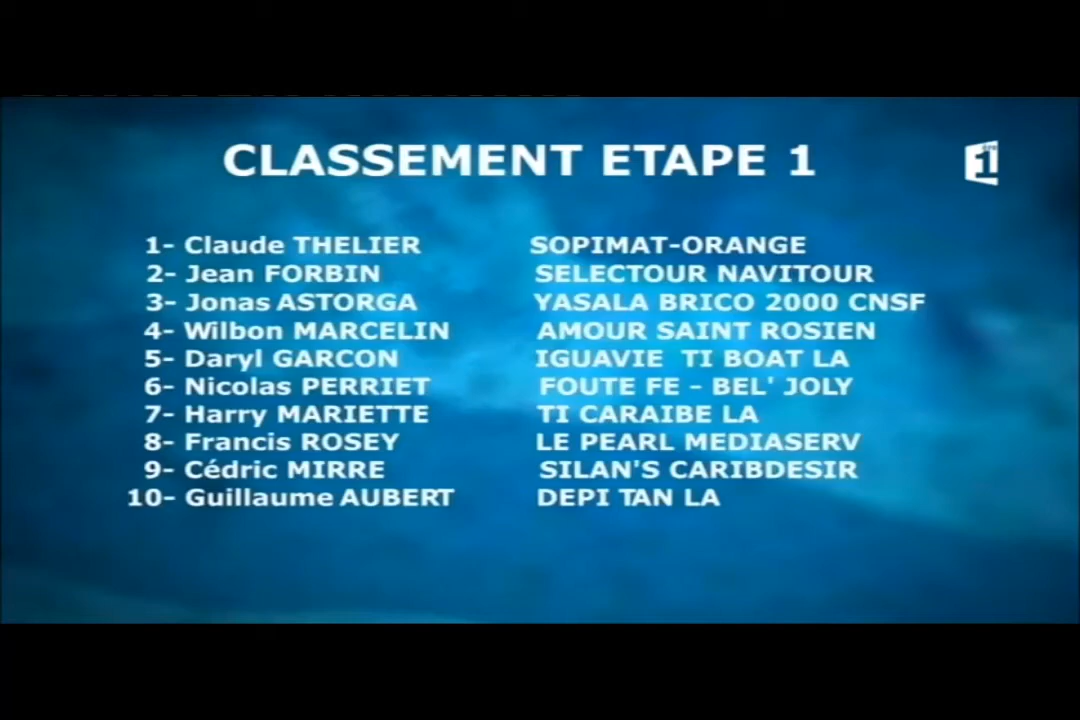 CLASSEMENT ETAPE 1
1ère
1- Claude THELIER SOPIMAT-ORANGE
2- Jean FORBIN SELECTOUR NAVITOUR
3- Jonas ASTORGA YASALA BRICO 2000 CNSF
4- Wilbon MARCELIN AMOUR SAINT ROSIEN
5- Daryl GARCON IGUAVIE TI BOAT LA
6- Nicolas PERRIET FOUTE FE - BEL' JOLY
7- Harry MARIETTE TI CARAIBE LA
8- Francis ROSEY LE PEARL MEDIASERV
9- Cédric MIRRE SILAN'S CARIBDESIR
10- Guillaume AUBERT DEPI TAN LA